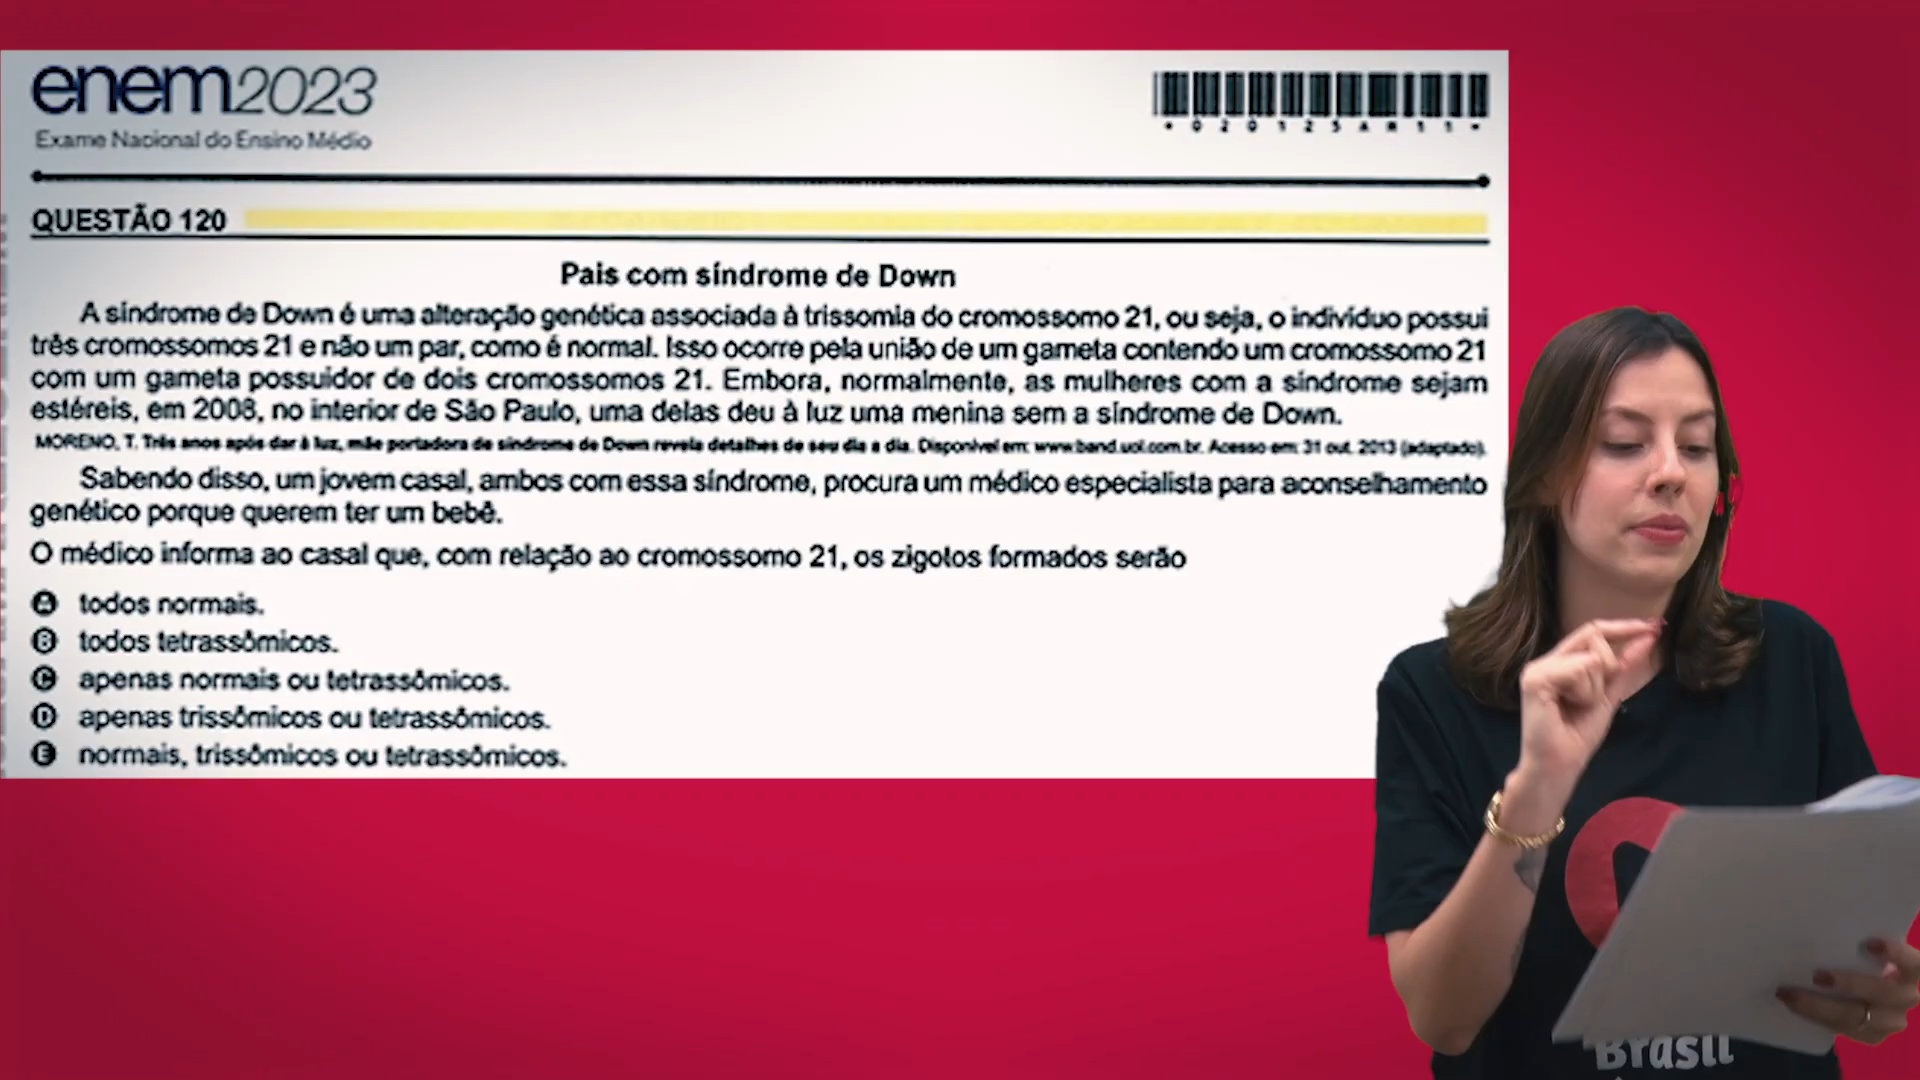 enem2023
Exame Nacional do Ensino Médio
*020125AM11*
QUESTÃO 120
Pais com síndrome de Down
A síndrome de Down é uma alteração genética associada à trissomia do cromossomo 21, ou seja, o indivíduo possui
três cromossomos 21 e não um par, como é normal. Isso ocorre pela união de um gameta contendo um cromossomo 21
com um gameta possuidor de dois cromossomos 21. Embora, normalmente, as mulheres com a síndrome sejam
estéreis, em 2008, no interior de São Paulo, uma delas deu à luz uma menina sem a síndrome de Down.
MORENO, T. Três anos após dar à luz, mãe portadora de síndrome de Down revela detalhes de seu dia a dia. Disponível em: www.band.uol.com.br. Acesso em: 31 out. 2013 (adaptado).
Sabendo disso, um jovem casal, ambos com essa síndrome, procura um médico especialista para aconselhamento
genético porque querem ter um bebê.
O médico informa ao casal que, com relação ao cromossomo 21, os zigotos formados serão
A todos normais.
B todos tetrassômicos.
C apenas normais ou tetrassômicos.
D apenas trissômicos ou tetrassômicos.
E normais, trissômicos ou tetrassômicos.
Brasil